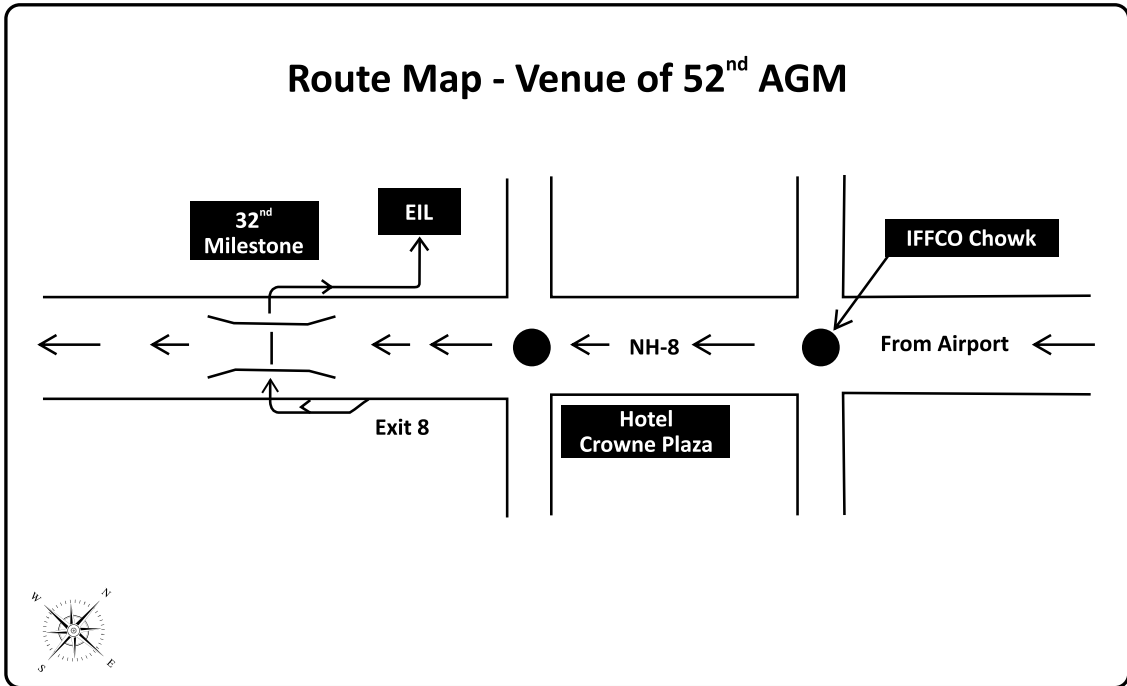 Route Map - Venue of 52nd AGM
32nd
Milestone
EIL
IFFCO Chowk
NH-8
From Airport
Exit 8
Hotel
Crowne Plaza
W
N
S
E